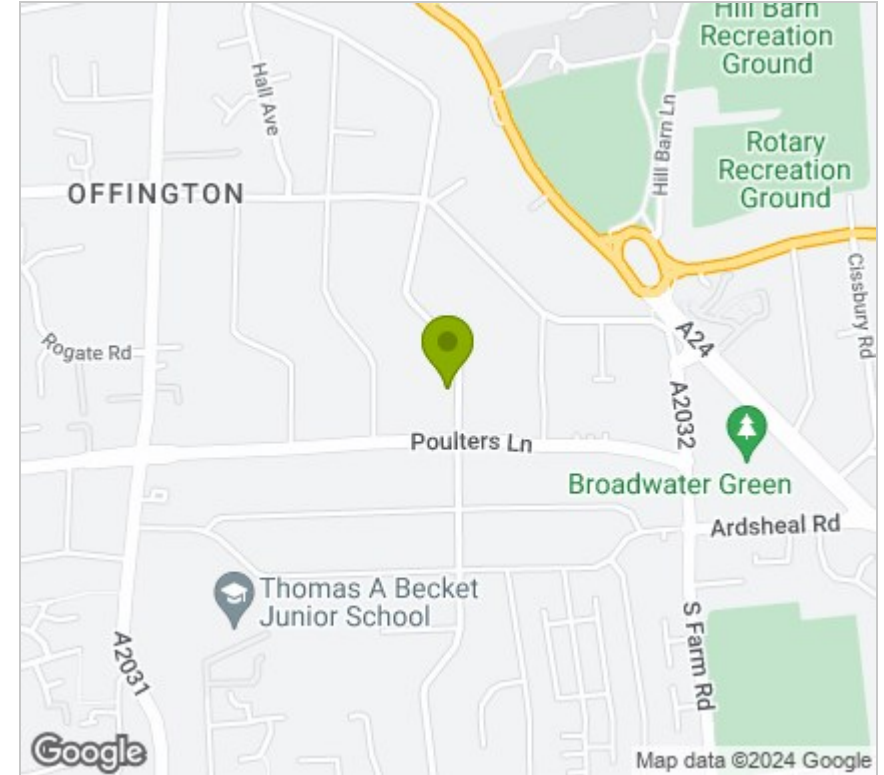 Hill Barn
Recreation
Ground
Hall Ave
Hill Barn Ln
Rotary
Recreation
Ground
OFFINGTON
Cissbury Rd
Rogate Rd
A24
A2032
Poulters Ln
Broadwater Green
Ardsheal Rd
Thomas A Becket
Junior School
S Farm Rd
A2031
Google
Map data ©2024 Google